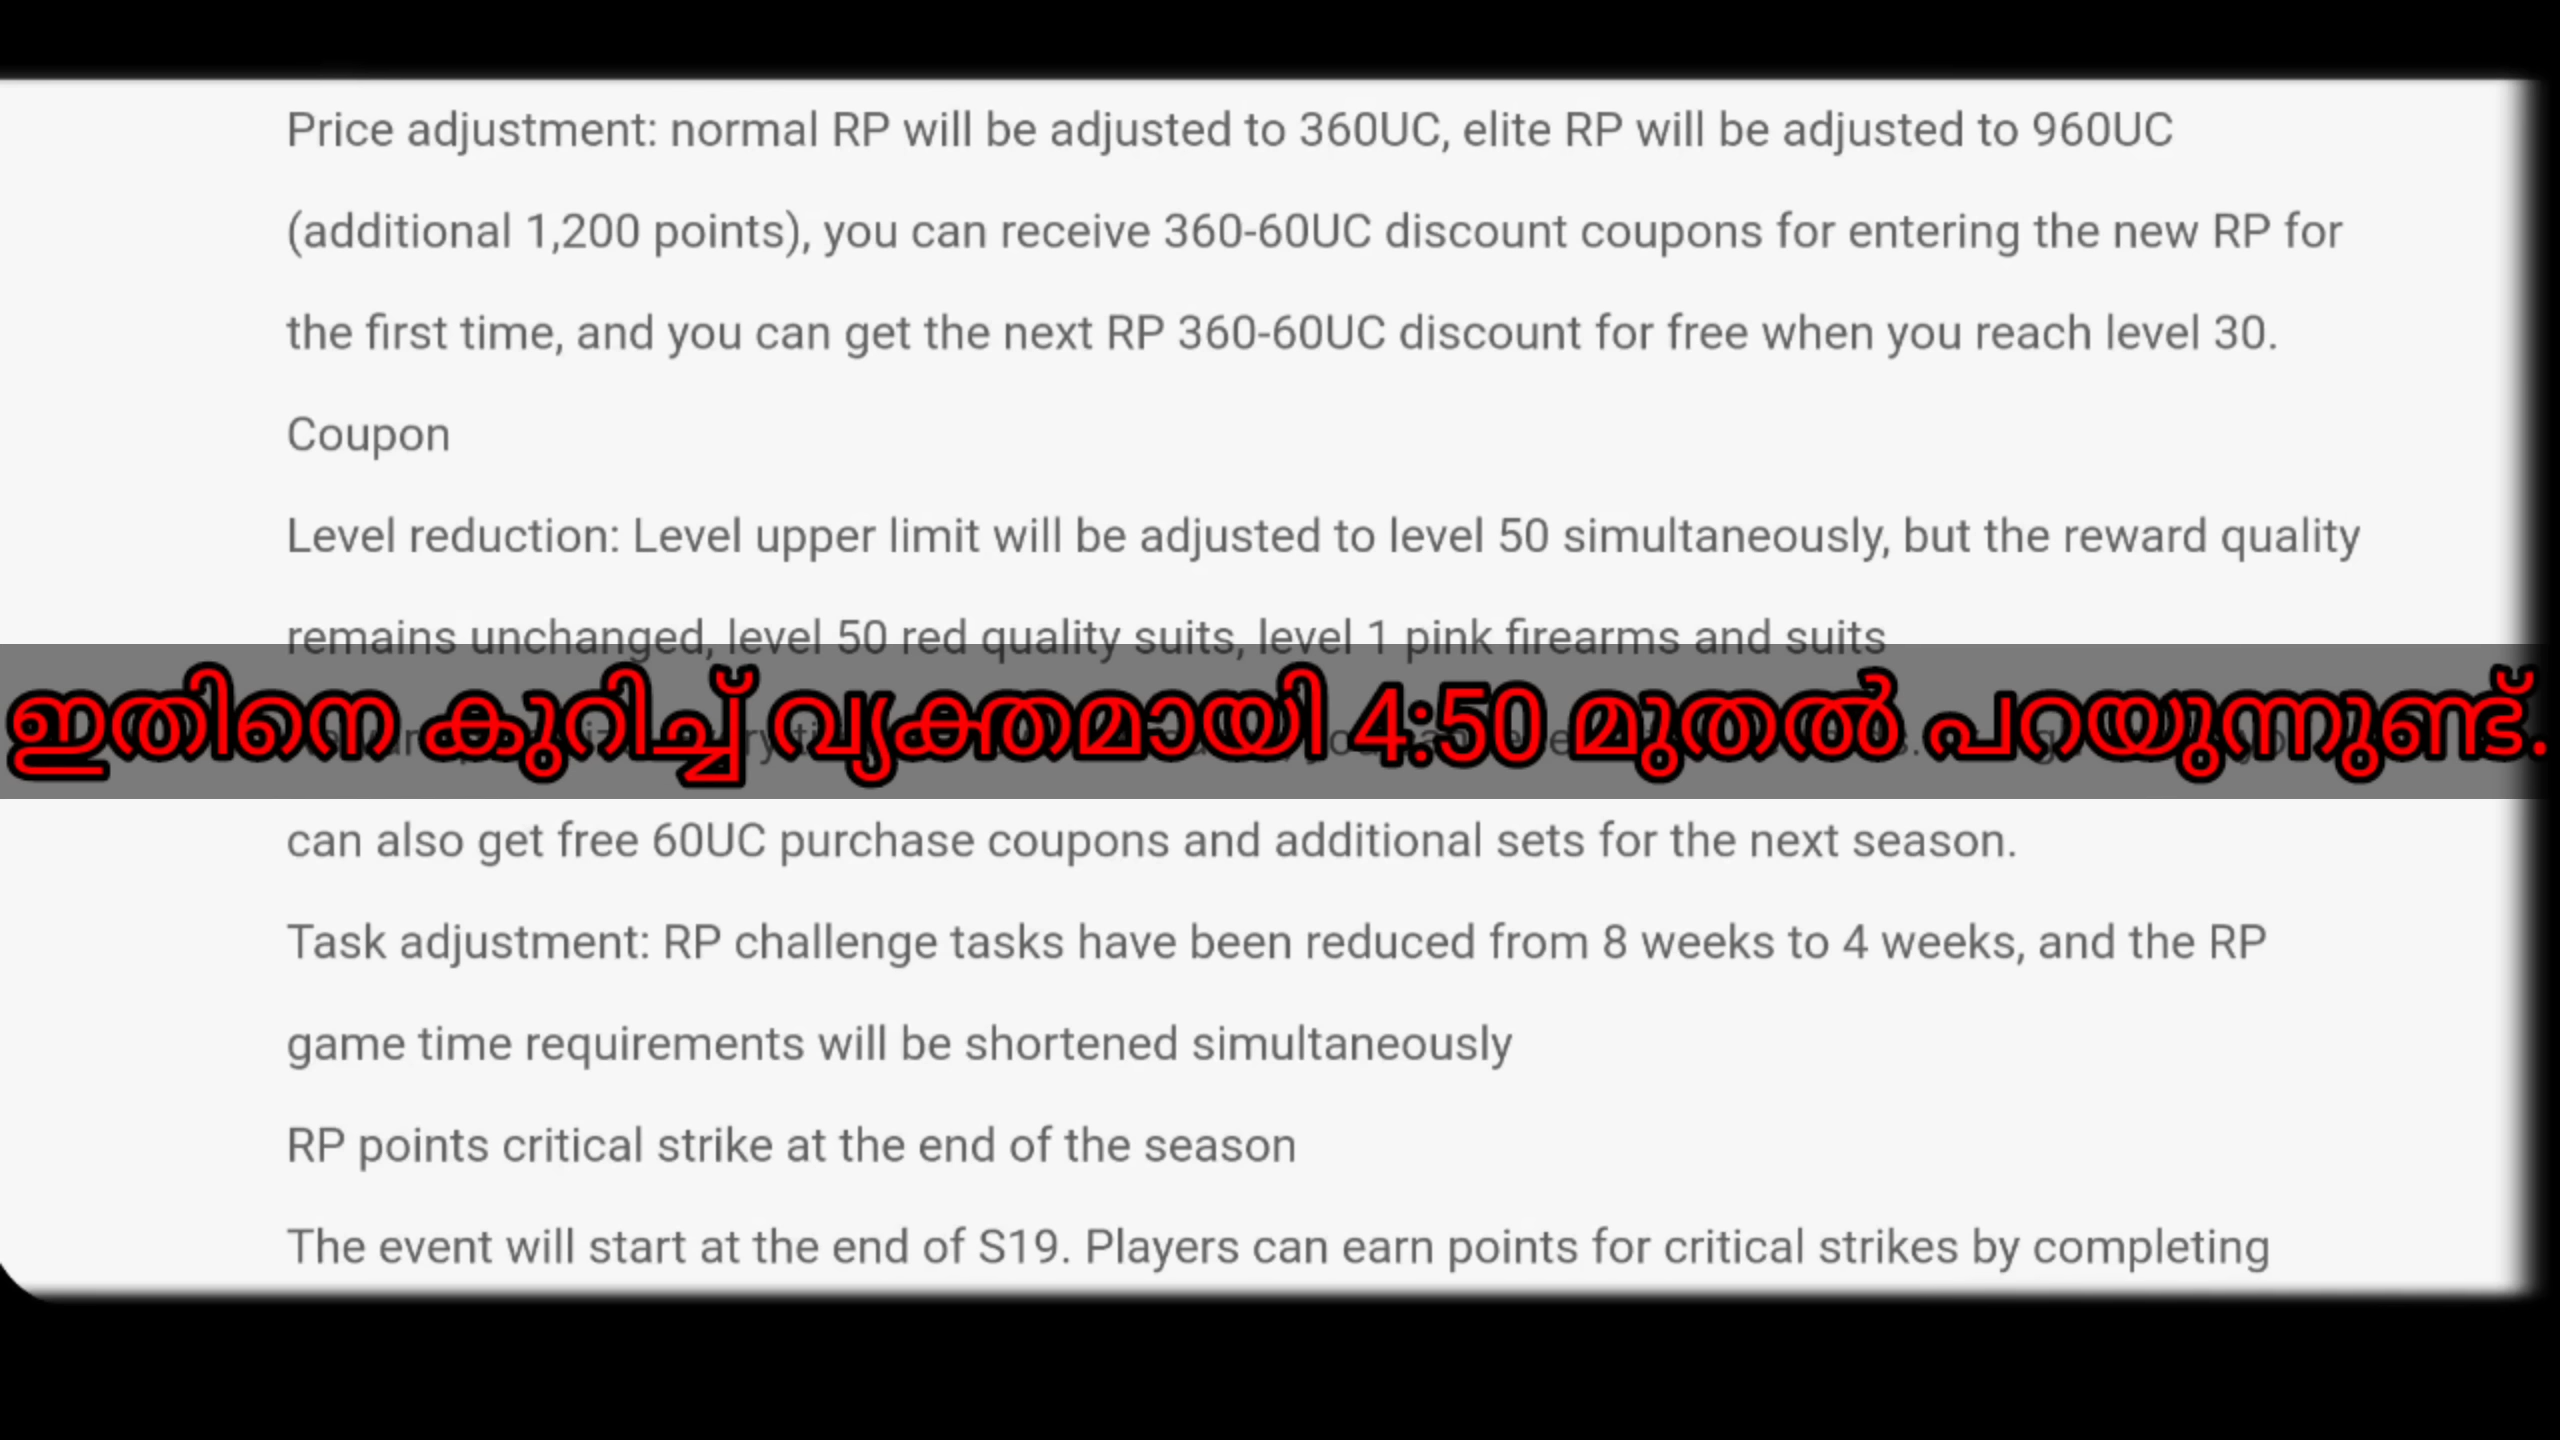 Price adjustment: normal RP will be adjusted to 360UC, elite RP will be adjusted to 960UC
(additional 1,200 points), you can receive 360-60UC discount coupons for entering the new RP for
the first time, and you can get the next RP 360-60UC discount for free when you reach level 30.
Coupon
Level reduction: Level upper limit will be adjusted to level 50 simultaneously, but the reward quality
remains unchanged, level 50 red quality suits, level 1 pink firearms and suits
ഇതിനെ കുറിച്ച് വ്യക്തമായി 4:50 മുതൽ പറയുന്നുണ്ട്.
can also get free 60UC purchase coupons and additional sets for the next season.
Task adjustment: RP challenge tasks have been reduced from 8 weeks to 4 weeks, and the RP
game time requirements will be shortened simultaneously
RP points critical strike at the end of the season
The event will start at the end of S19. Players can earn points for critical strikes by completing